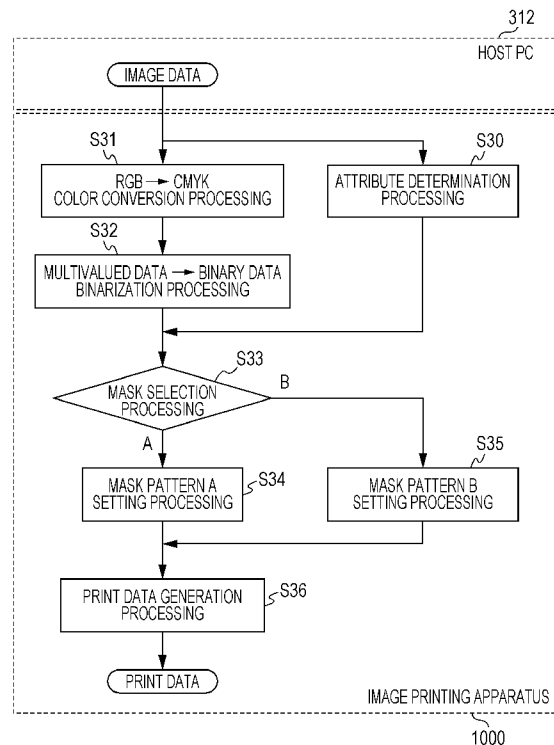 312
HOST PC
IMAGE DATA
S31
RGB → CMYK
COLOR CONVERSION PROCESSING
S30
ATTRIBUTE DETERMINATION
PROCESSING
S32
MULTIVALUED DATA → BINARY DATA
BINARIZATION PROCESSING
S33
MASK SELECTION
PROCESSING
B
A
S34
MASK PATTERN A
SETTING PROCESSING
S35
MASK PATTERN B
SETTING PROCESSING
S36
PRINT DATA GENERATION
PROCESSING
PRINT DATA
IMAGE PRINTING APPARATUS
1000